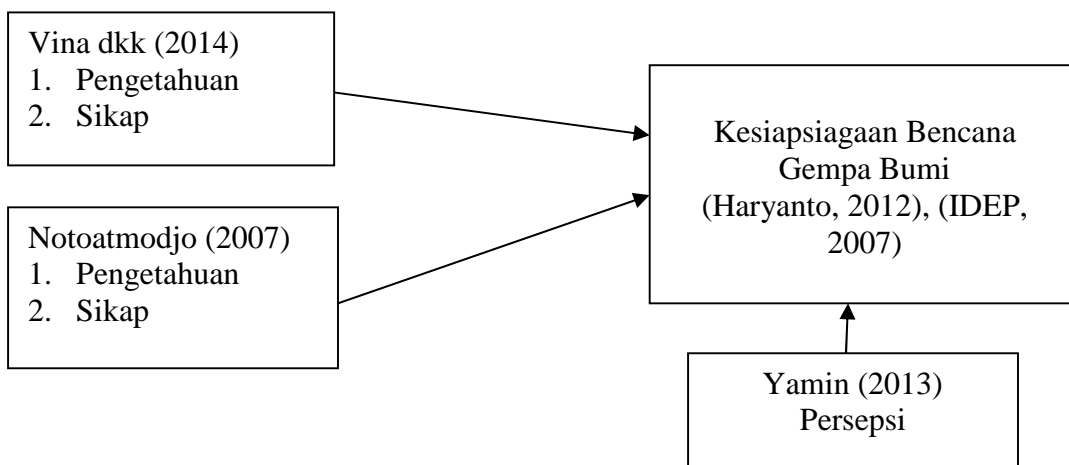 Vina dkk (2014)
1. Pengetahuan
2. Sikap
Notoatmodjo (2007)
1. Pengetahuan
2. Sikap
Kesiapsiagaan Bencana
Gempa Bumi
(Haryanto, 2012), (IDEP,
2007)
Yamin (2013)
Persepsi